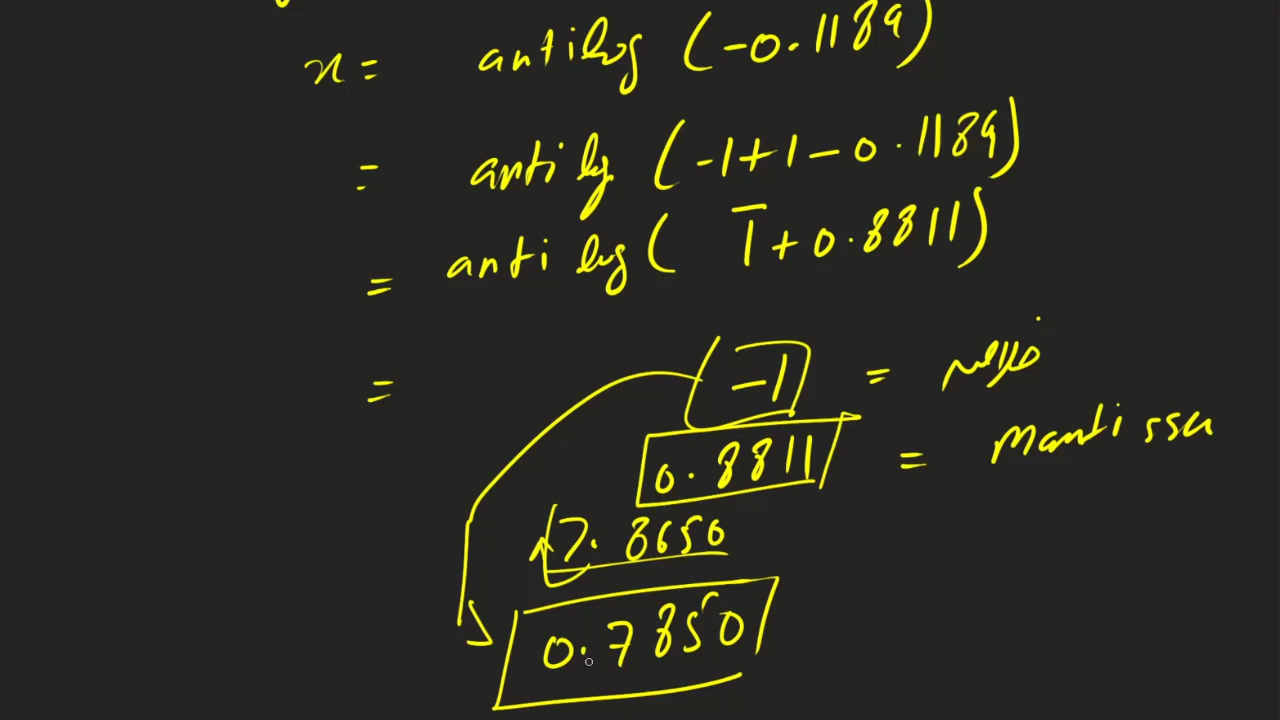 x = antilog (-0.1189)
= antilog (-1+1-0.1189)
= antilog ( 1̅ + 0.8811)
= (-1) =
0.8811 = mantissa
7.8650
0.7850